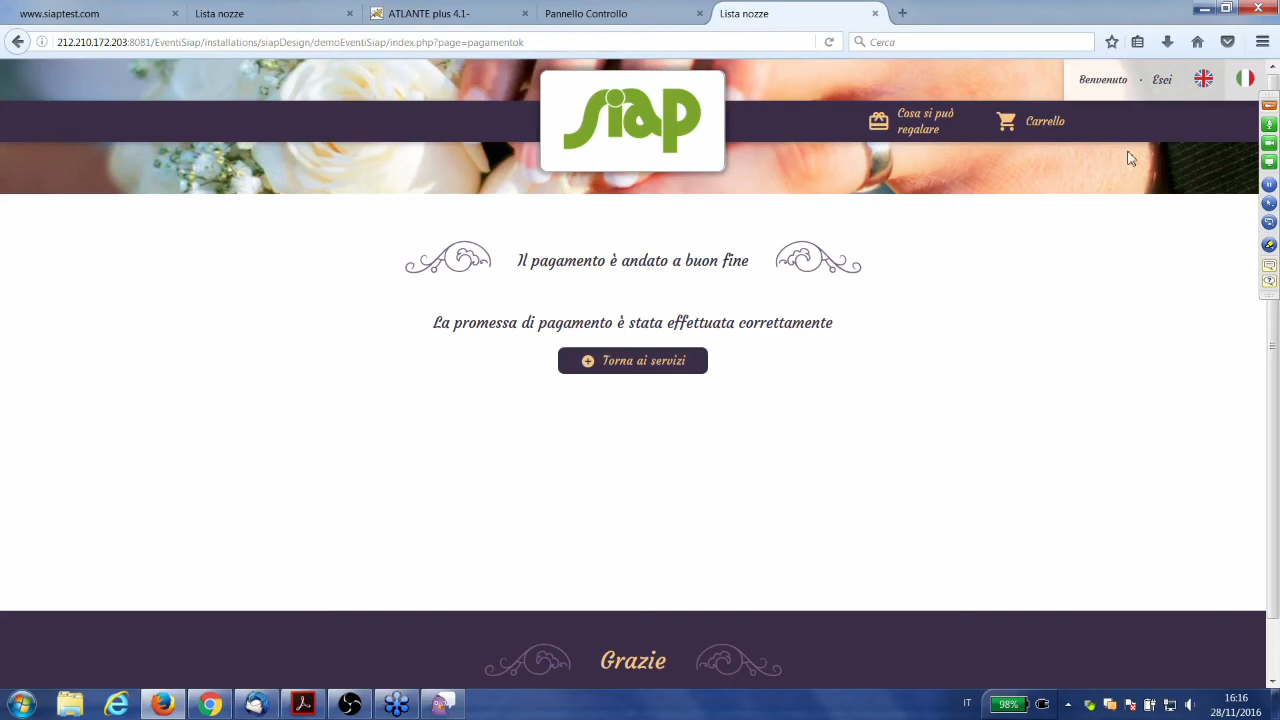 www.siaptest.com
Lista nozze
ATLANTE plus 4.1-
Pannello Controllo
Lista nozze
212.210.172.203:8081/EventiSiap/installations/siapDesign/demoEventiSiap/index.php?page=pagamentok
Cerca
Benvenuto · Esci
siap
Cosa si può
regalare
Carrello
Il pagamento è andato a buon fine
La promessa di pagamento è stata effettuata correttamente
Torna ai servizi
Grazie
IT
98%
16:16
28/11/2016